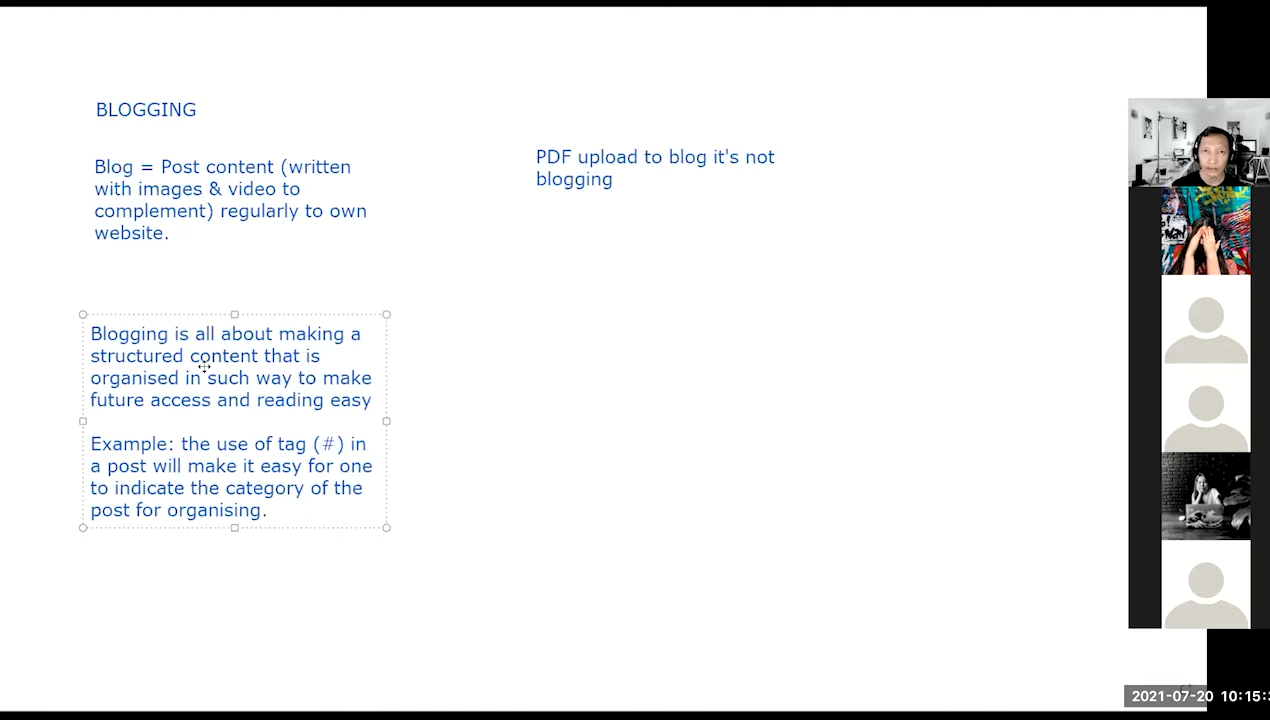 BLOGGING
Blog = Post content (written
with images & video to
complement) regularly to own
website.
PDF upload to blog it's not
blogging
Blogging is all about making a
structured content that is
organised in such way to make
future access and reading easy
Example: the use of tag (#) in
a post will make it easy for one
to indicate the category of the
post for organising.
2021-07-20 10:15: